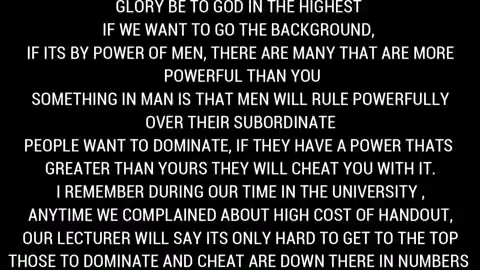 GLORY BE TO GOD IN THE HIGHEST
IF WE WANT TO GO THE BACKGROUND,
IF ITS BY POWER OF MEN, THERE ARE MANY THAT ARE MORE
POWERFUL THAN YOU
SOMETHING IN MAN IS THAT MEN WILL RULE POWERFULLY
OVER THEIR SUBORDINATE
PEOPLE WANT TO DOMINATE, IF THEY HAVE A POWER THATS
GREATER THAN YOURS THEY WILL CHEAT YOU WITH IT.
I REMEMBER DURING OUR TIME IN THE UNIVERSITY ,
ANYTIME WE COMPLAINED ABOUT HIGH COST OF HANDOUT,
OUR LECTURER WILL SAY ITS ONLY HARD TO GET TO THE TOP
THOSE TO DOMINATE AND CHEAT ARE DOWN THERE IN NUMBERS